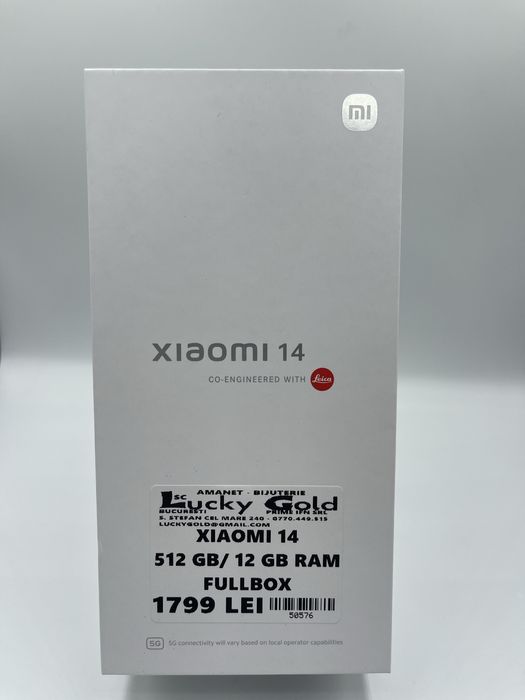 mi
xiaomi 14
CO-ENGINEERED WITH Leica
AMANET - BIJUTERIE
SC Lucky Gold
BUCURESTI PRIME IFN SRL
S. STEFAN CEL MARE 240 - 0770.449.815
LUCKYGOLD@GMAIL.COM
XIAOMI 14
512 GB/ 12 GB RAM
FULLBOX
1799 LEI
50576
5G 5G connectivity will vary based on local operator capabilities